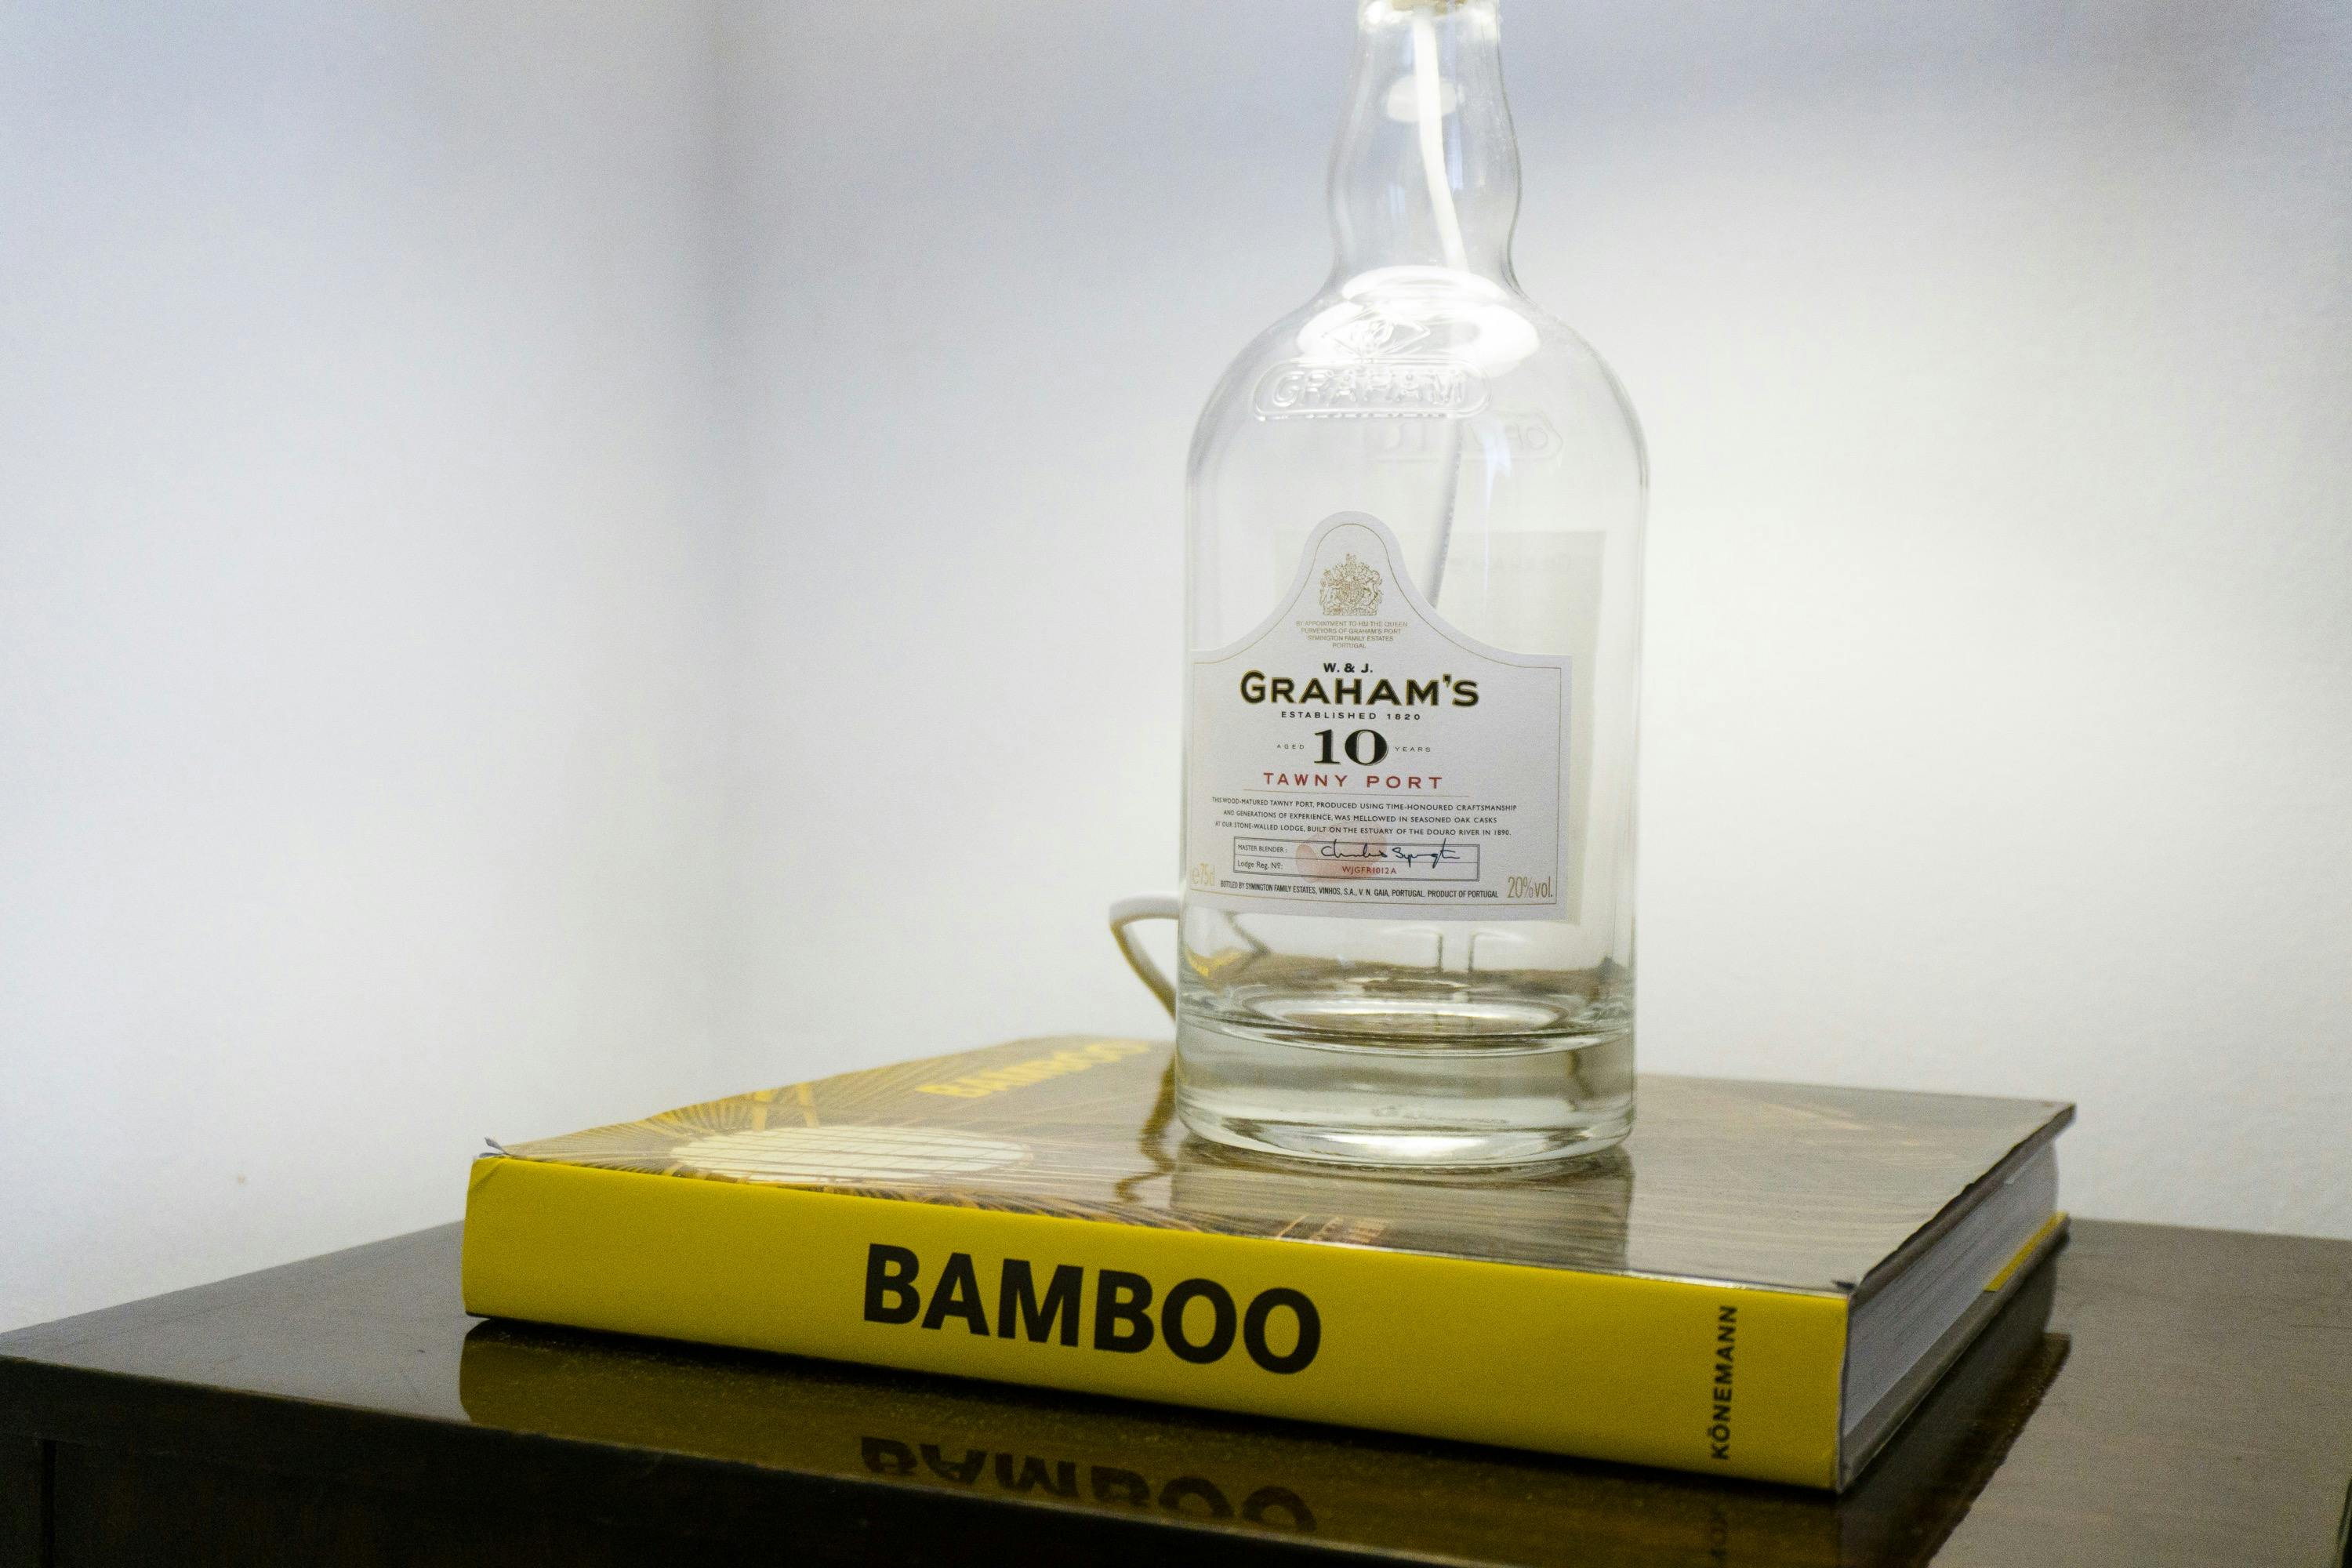 GRAHAM
BY APPOINTMENT TO HM THE QUEEN
SURVEYORS OF GRAHAM'S PORT
SYMINGTON FAMILY ESTATES
PORTUGAL
W. & J.
GRAHAM'S
ESTABLISHED 1820
AGED 10 YEARS
TAWNY PORT
THIS WOOD-MATURED TAWNY PORT, PRODUCED USING TIME-HONOURED CRAFTSMANSHIP
AND GENERATIONS OF EXPERIENCE, WAS MELLOWED IN SEASONED OAK CASKS
AT OUR STONE-WALLED LODGE, BUILT ON THE ESTUARY OF THE DOURO RIVER IN 1890.
MASTER BLENDER: Charles Symington
Lodge Reg. Nº: WJGFR1012A
e75cl BOTTLED BY SYMINGTON FAMILY ESTATES, VINHOS, S.A., V. N. GAIA, PORTUGAL. PRODUCT OF PORTUGAL 20%vol.
BAMBOO
BAMBOO
KÖNEMANN